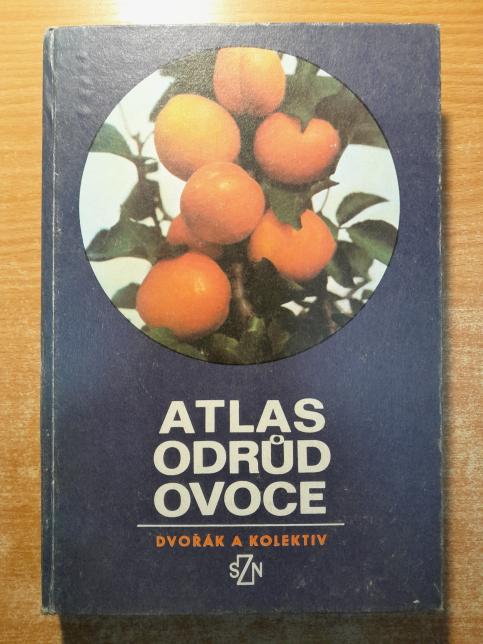 ATLAS
ODRŮD
OVOCE
DVOŘÁK A KOLEKTIV
SZN